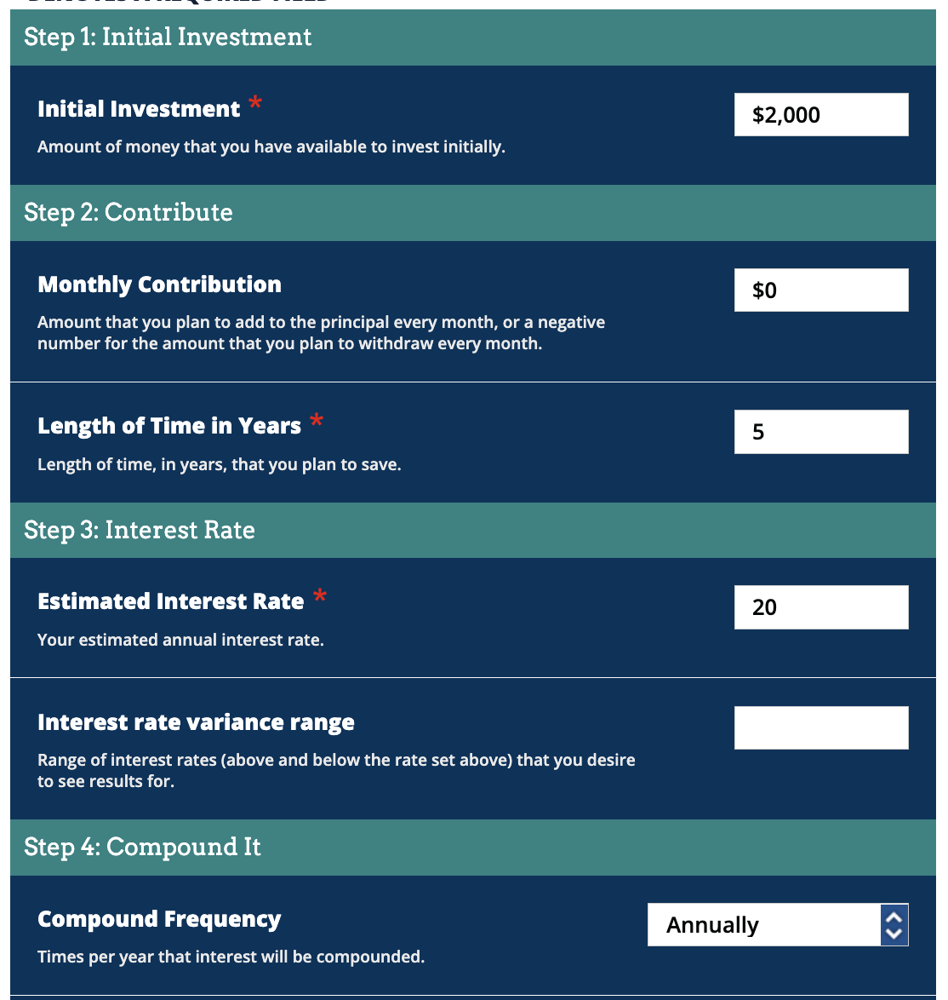 Step 1: Initial Investment
Initial Investment *
$2,000
Amount of money that you have available to invest initially.
Step 2: Contribute
Monthly Contribution
$0
Amount that you plan to add to the principal every month, or a negative
number for the amount that you plan to withdraw every month.
Length of Time in Years *
5
Length of time, in years, that you plan to save.
Step 3: Interest Rate
Estimated Interest Rate *
20
Your estimated annual interest rate.
Interest rate variance range
Range of interest rates (above and below the rate set above) that you desire
to see results for.
Step 4: Compound It
Compound Frequency
Annually
Times per year that interest will be compounded.